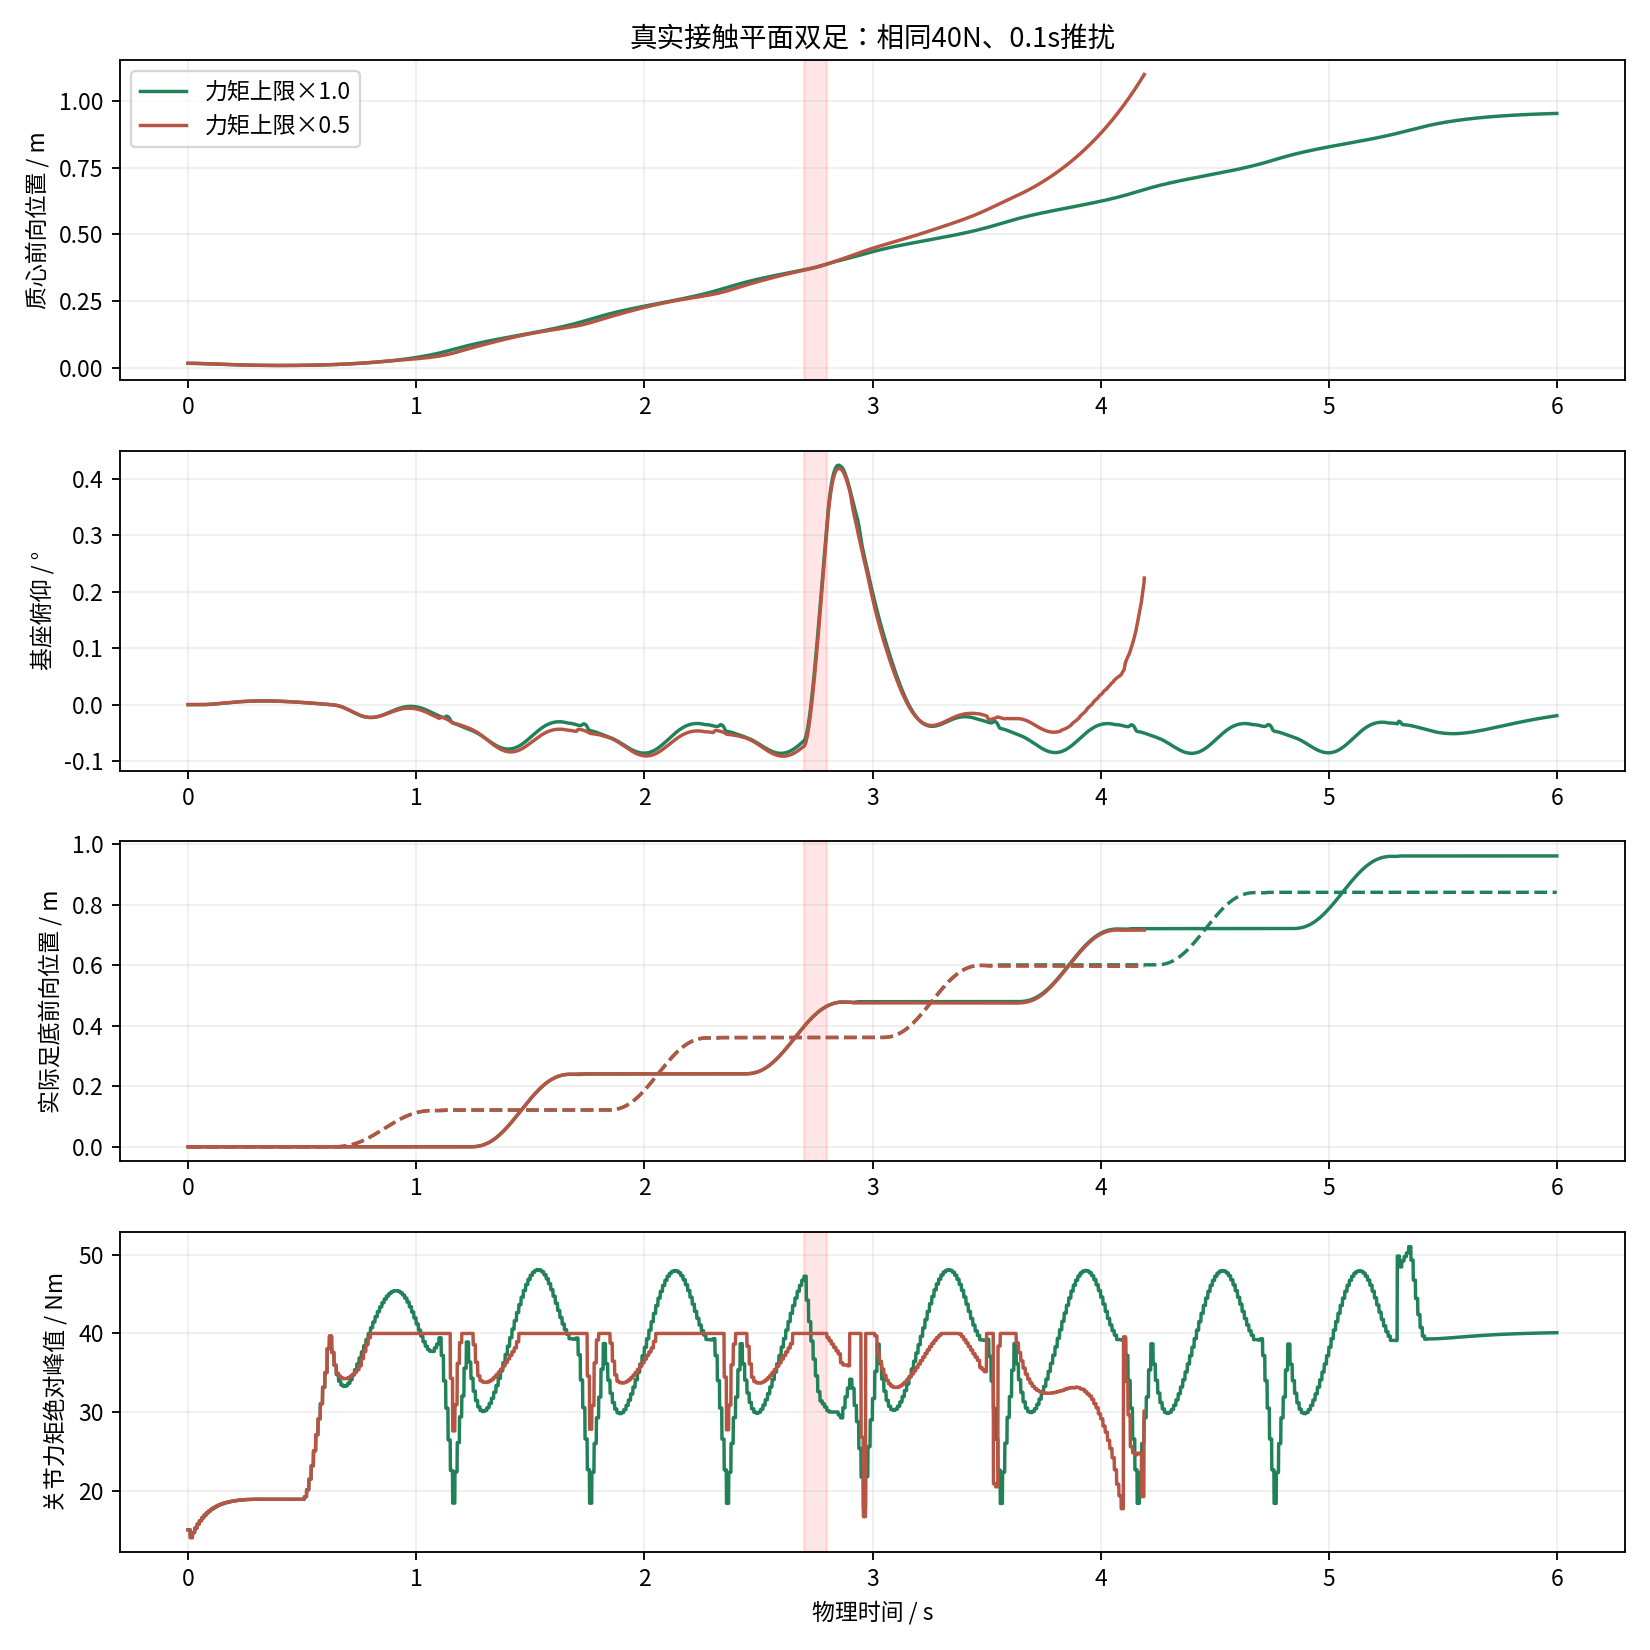 真实接触平面双足：相同40N、0.1s推扰
力矩上限×1.0
力矩上限×0.5
质心前向位置 / m
1.00
0.75
0.50
0.25
0.00
0 1 2 3 4 5 6
基座俯仰 / °
0.4
0.3
0.2
0.1
0.0
-0.1
0 1 2 3 4 5 6
实际足底前向位置 / m
1.0
0.8
0.6
0.4
0.2
0.0
0 1 2 3 4 5 6
关节力矩绝对峰值 / Nm
50
40
30
20
0 1 2 3 4 5 6
物理时间 / s